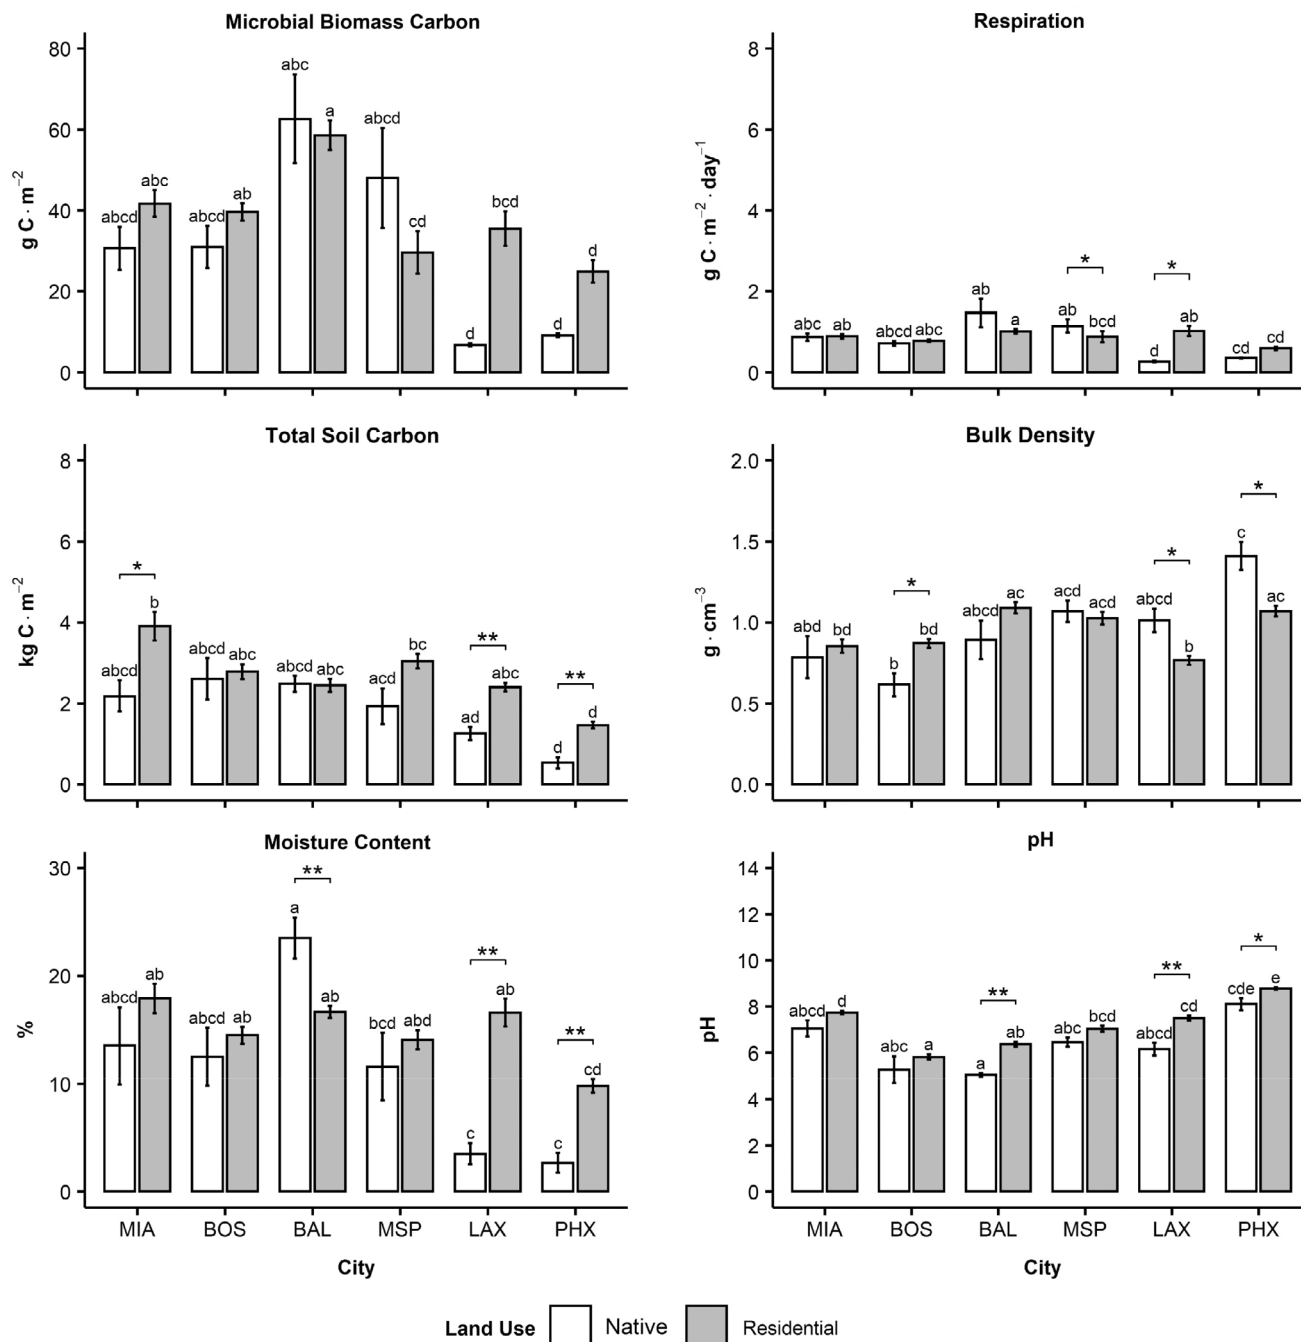 Microbial Biomass Carbon
g C · m⁻²
80
60
40
20
0
abcd abc abcd ab abc a abcd cd d bcd d d
Respiration
g C · m⁻² · day⁻¹
8
6
4
2
0
abc ab abcd abc ab a ab bcd d ab cd cd
* *
Total Soil Carbon
kg C · m⁻²
8
6
4
2
0
abcd b abcd abc abcd abc acd bc ad abc d d
* ** **
Bulk Density
g · cm⁻³
2.0
1.5
1.0
0.5
0.0
abd bd b bd abcd ac acd acd abcd b c ac
* * *
Moisture Content
%
30
20
10
0
abcd ab abcd ab a ab bcd abd c ab c cd
** ** **
MIA BOS BAL MSP LAX PHX
City
pH
pH
14
12
10
8
6
4
2
0
abcd d abc a a ab abc bcd abcd cd cde e
** ** *
MIA BOS BAL MSP LAX PHX
City
Land Use Native Residential